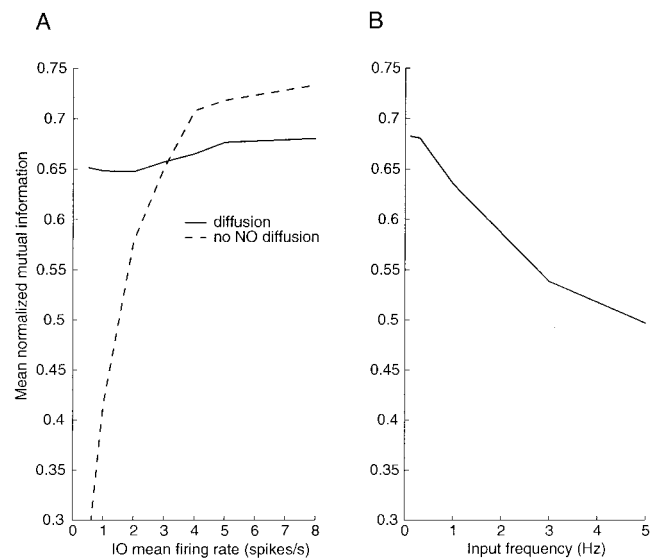 A
0.75
0.7
0.65
0.6
0.55
0.5
0.45
0.4
0.35
0.3
Mean normalized mutual information
diffusion
no NO diffusion
0 1 2 3 4 5 6 7 8
IO mean firing rate (spikes/s)
B
0.75
0.7
0.65
0.6
0.55
0.5
0.45
0.4
0.35
0.3
0 1 2 3 4 5
Input frequency (Hz)